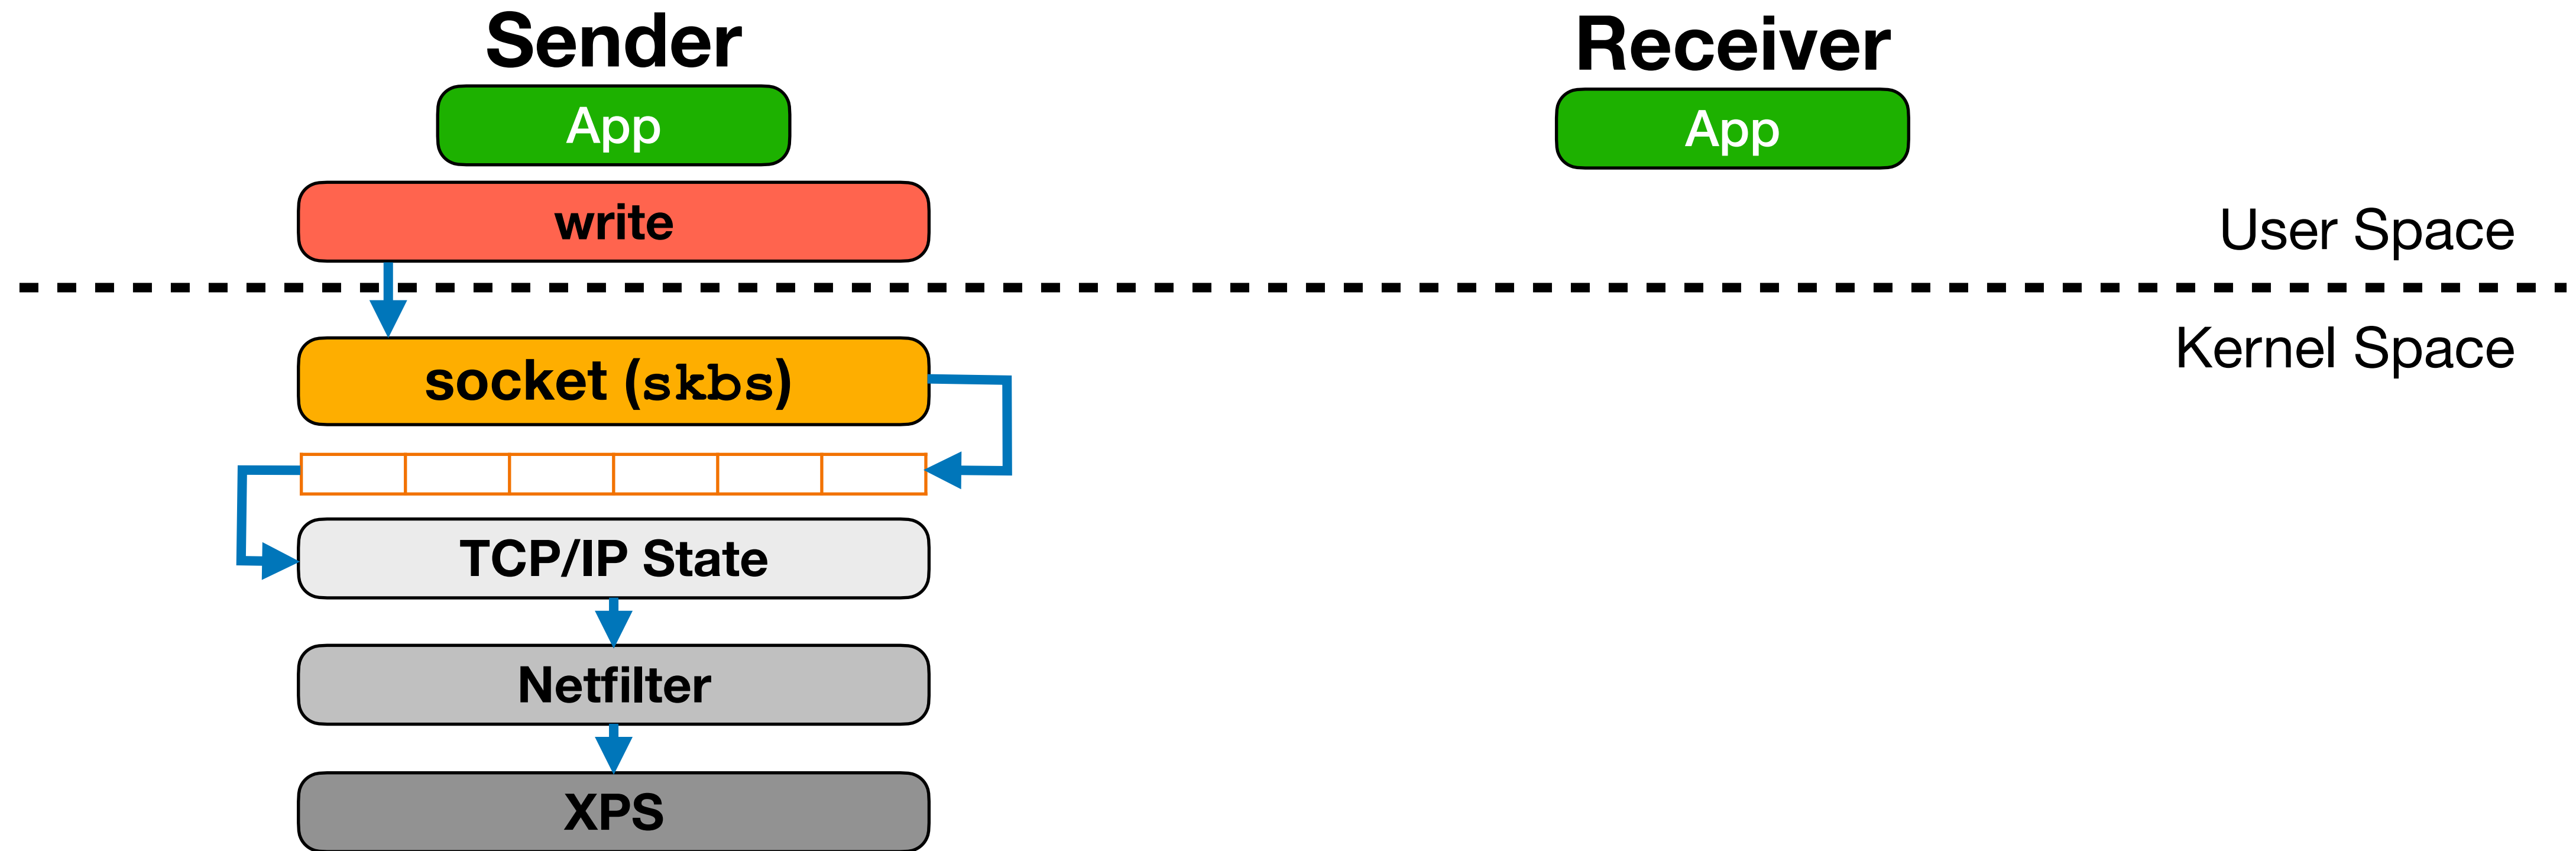 Sender
Receiver
App
App
write
User Space
Kernel Space
socket (skbs)
TCP/IP State
Netfilter
XPS